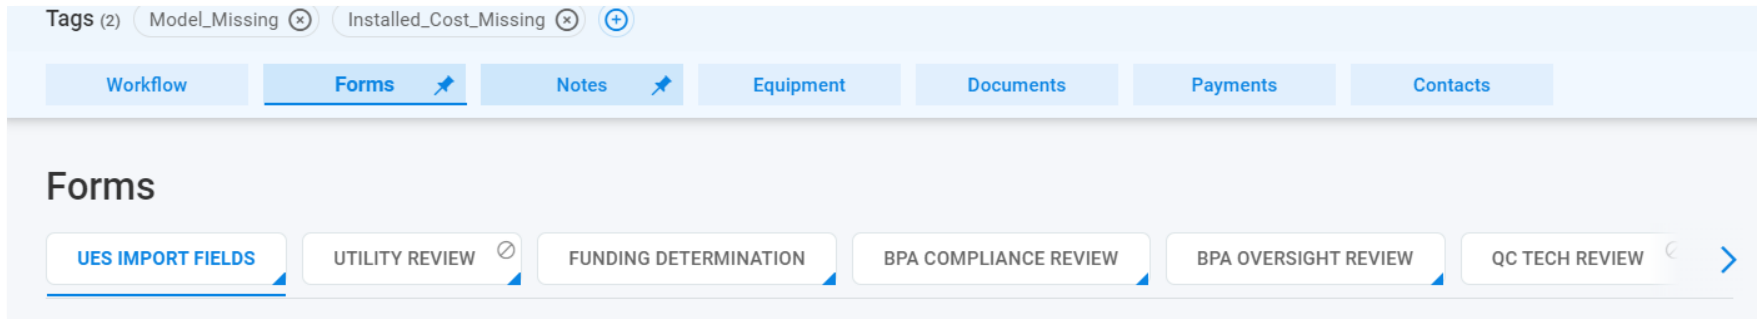 Tags (2) Model_Missing Installed_Cost_Missing
Workflow Forms Notes Equipment Documents Payments Contacts
Forms
UES IMPORT FIELDS UTILITY REVIEW FUNDING DETERMINATION BPA COMPLIANCE REVIEW BPA OVERSIGHT REVIEW QC TECH REVIEW